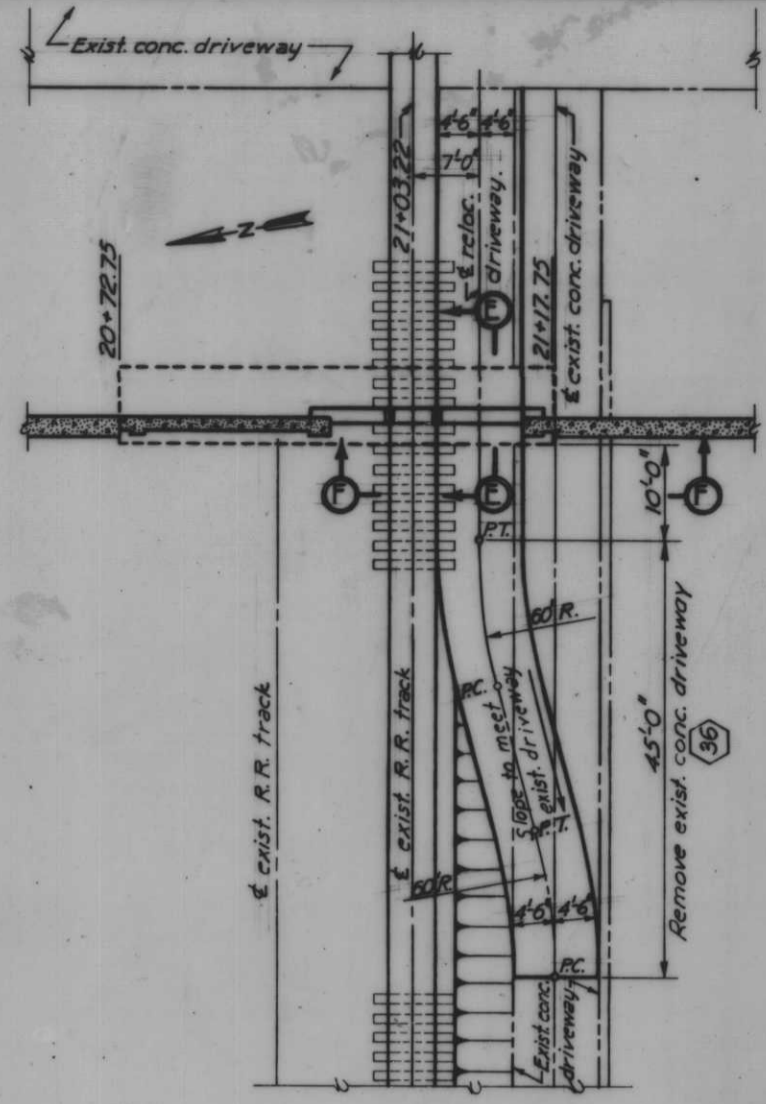 Exist. conc. driveway
4'-6"
4'-6"
7'-0"
21+03.22
N
℄ reloc.
driveway.
℄ exist. conc. driveway
20+72.75
21+17.75
E
F
E
F
10'-0"
P.T.
60' R.
P.C.
Slope to meet
exist. driveway
P.T.
60' R.
45'-0"
Remove exist. conc. driveway
36
℄ exist. R.R. track
℄ exist. R.R. track
4'-6"
4'-6"
P.C.
Exist. conc.
driveway